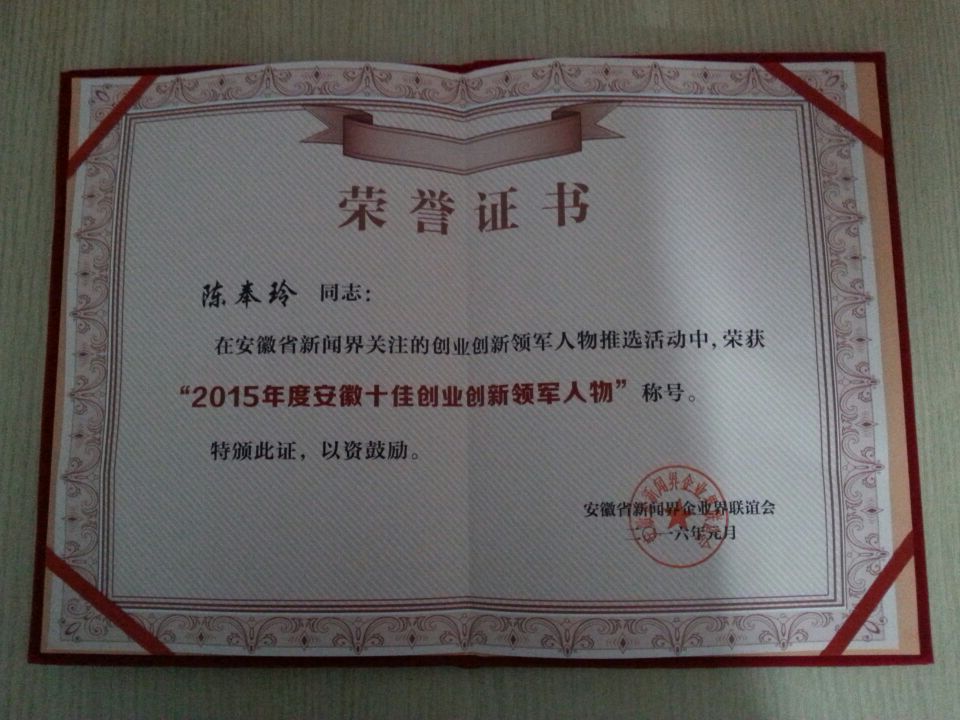 荣誉证书
陈奉玲 同志：
在安徽省新闻界关注的创业创新领军人物推选活动中，荣获
“2015年度安徽十佳创业创新领军人物”称号。
特颁此证，以资鼓励。
安徽省新闻界企业界联谊会
二〇一六年元月